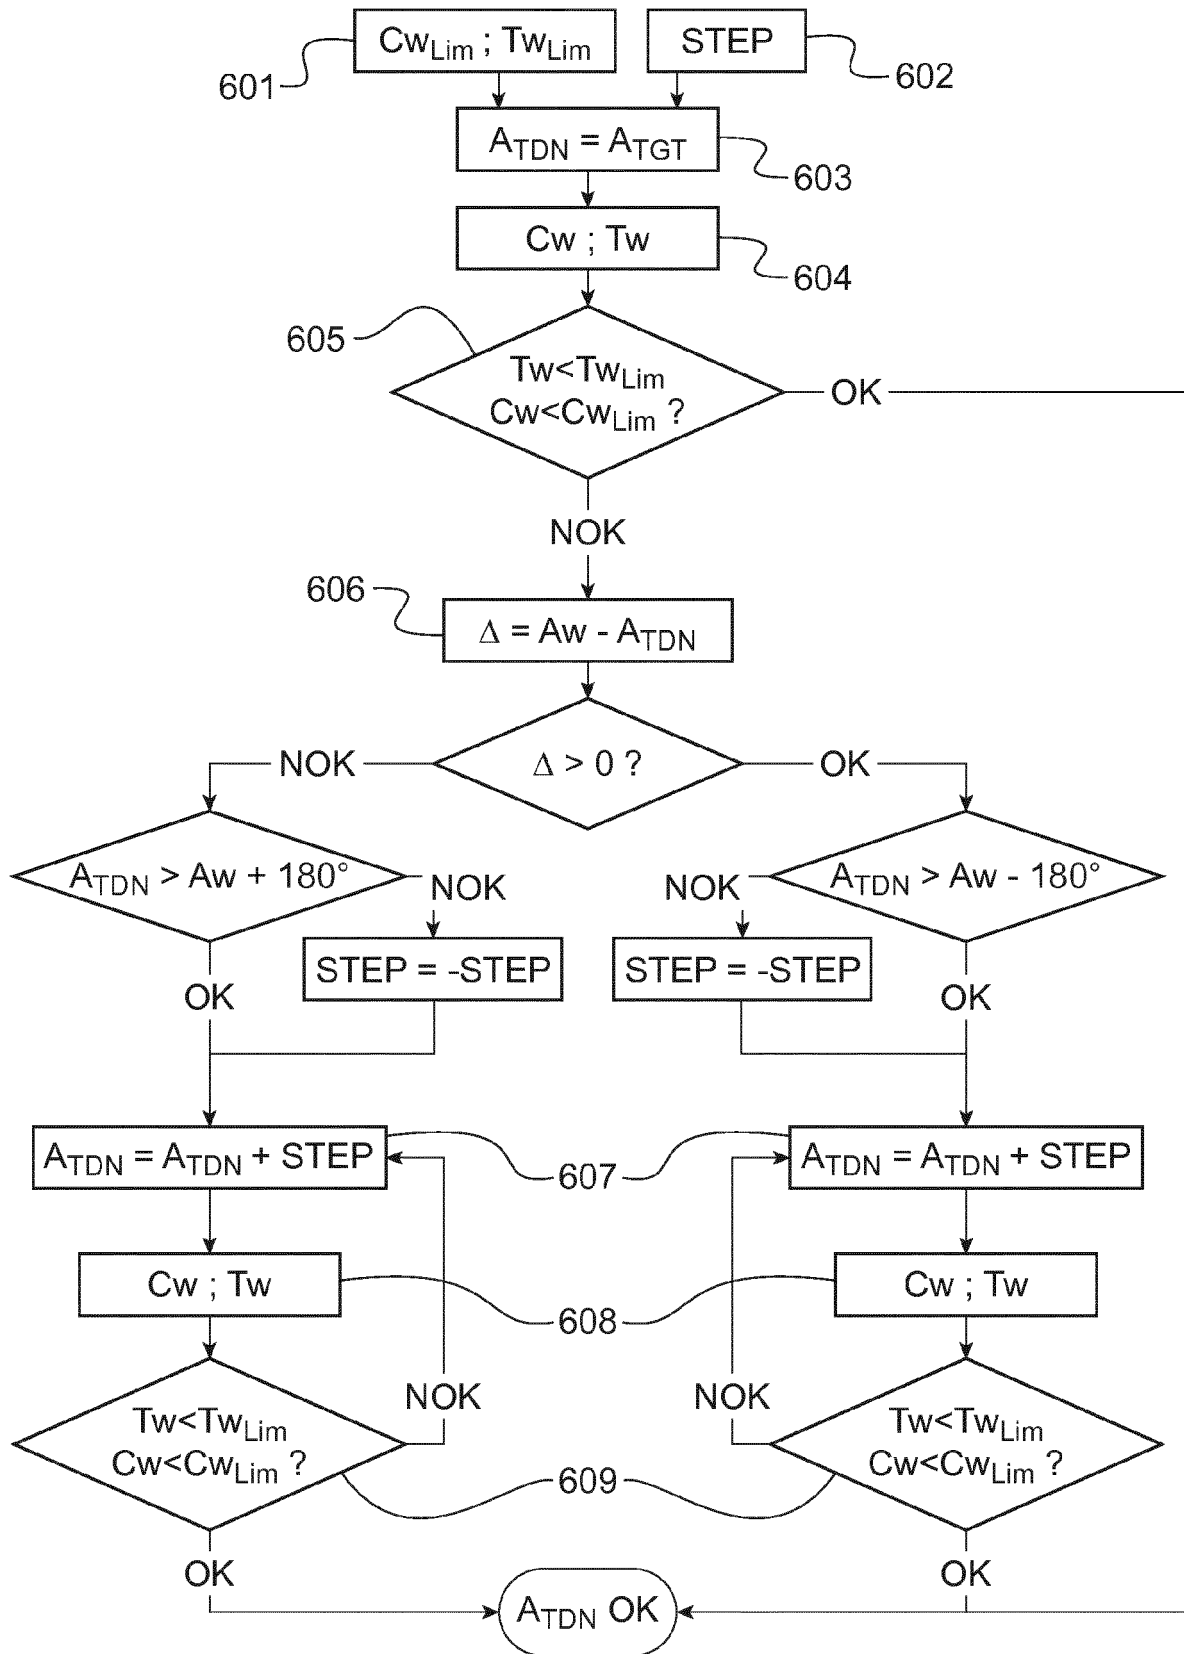 Cw_Lim ; Tw_Lim
STEP
601
602
A_TDN = A_TGT
603
Cw ; Tw
604
605
Tw<Tw_Lim
Cw<Cw_Lim ?
OK
NOK
606
Δ = Aw - A_TDN
NOK
Δ > 0 ?
OK
A_TDN > Aw + 180°
NOK
NOK
A_TDN > Aw - 180°
STEP = -STEP
STEP = -STEP
OK
OK
A_TDN = A_TDN + STEP
607
A_TDN = A_TDN + STEP
Cw ; Tw
608
Cw ; Tw
NOK
NOK
Tw<Tw_Lim
Cw<Cw_Lim ?
Tw<Tw_Lim
Cw<Cw_Lim ?
609
OK
OK
A_TDN OK